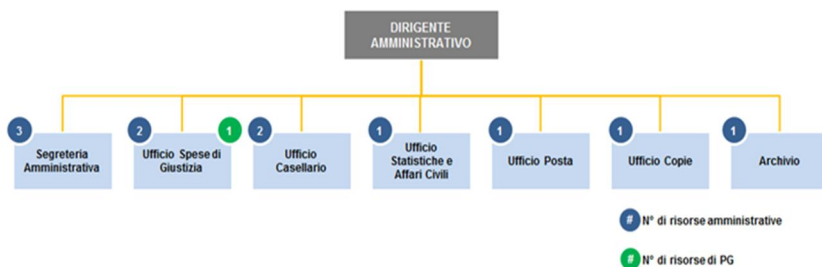 DIRIGENTE
AMMINISTRATIVO
3
2
1
2
1
1
1
1
Segreteria
Amministrativa
Ufficio Spese di
Giustizia
Ufficio
Casellario
Ufficio
Statistiche e
Affari Civili
Ufficio Posta
Ufficio Copie
Archivio
# N° di risorse amministrative
# N° di risorse di PG